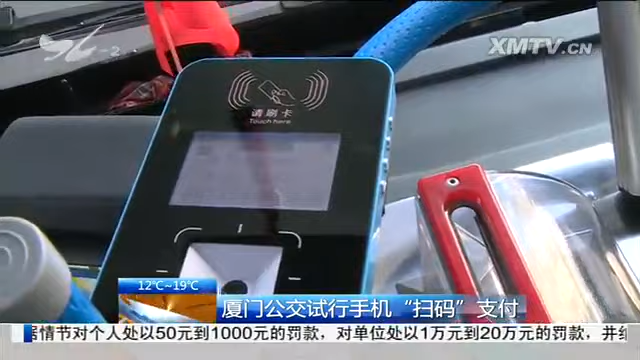 -2
XMTV.CN
请刷卡
Touch here
12℃~19℃
厦门公交试行手机“扫码”支付
据情节对个人处以50元到1000元的罚款，对单位处以1万元到20万元的罚款，并给